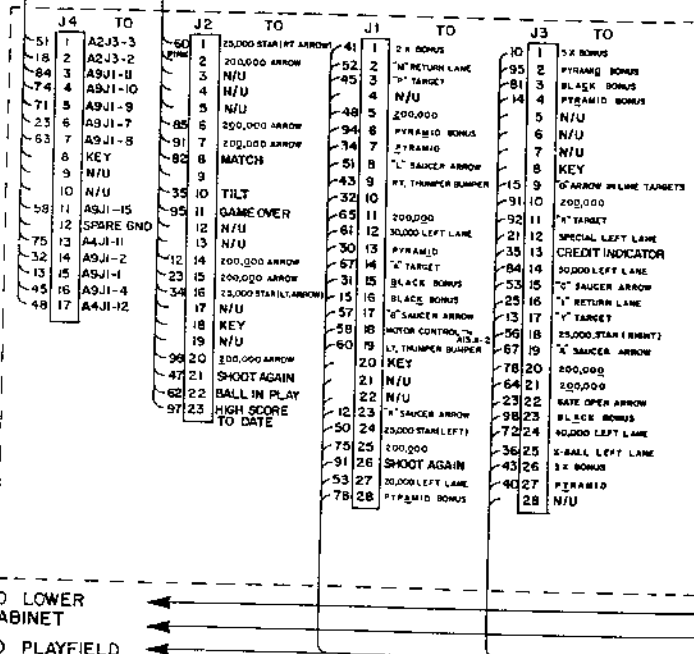 J4 TO
51 1 A2J3-3
18 2 A2J3-2
84 3 A9J1-11
74 4 A9J1-10
71 5 A9J1-9
23 6 A9J1-7
63 7 A9J1-8
8 KEY
9 N/U
10 N/U
58 11 A9J1-15
12 SPARE GND
75 13 A4J1-11
32 14 A9J1-2
13 15 A9J1-1
45 16 A9J1-4
48 17 A4J1-12
J2 TO
60 PINK 1 25,000 STAR (RT ARROW)
2 200,000 ARROW
3 N/U
4 N/U
5 N/U
85 6 200,000 ARROW
91 7 200,000 ARROW
82 8 MATCH
9
35 10 TILT
95 11 GAME OVER
12 N/U
13 N/U
12 14 200,000 ARROW
23 15 200,000 ARROW
34 16 25,000 STAR (LT. ARROW)
17 N/U
18 KEY
19 N/U
98 20 200,000 ARROW
47 21 SHOOT AGAIN
62 22 BALL IN PLAY
97 23 HIGH SCORE
TO DATE
J1 TO
41 1 2 X BONUS
52 2 "N" RETURN LANE
45 3 "P" TARGET
4 N/U
48 5 200,000
94 6 PYRAMID BONUS
74 7 PYRAMID
51 8 "L" SAUCER ARROW
43 9 RT, THUMPER BUMPER
32 10
65 11 200,000
61 12 30,000 LEFT LANE
30 13 PYRAMID
67 14 "A" TARGET
31 15 BLACK BONUS
15 16 BLACK BONUS
57 17 "B" SAUCER ARROW
58 18 MOTOR CONTROL A13J1-2
60 19 LT, THUMPER BUMPER
20 KEY
21 N/U
22 N/U
12 23 "K" SAUCER ARROW
50 24 25,000 STAR (LEFT)
75 25 200,000
91 26 SHOOT AGAIN
53 27 20,000 LEFT LANE
78 28 PYRAMID BONUS
J3 TO
10 1 5 X BONUS
95 2 PYRAMID BONUS
81 3 BLACK BONUS
14 4 PYRAMID BONUS
5 N/U
6 N/U
7 N/U
8 KEY
15 9 ARROW IN LINE TARGETS
91 10 200,000
92 11 "R" TARGET
21 12 SPECIAL LEFT LANE
35 13 CREDIT INDICATOR
84 14 50,000 LEFT LANE
53 15 "C" SAUCER ARROW
25 16 "I" RETURN LANE
13 17 "Y" TARGET
56 18 25,000 STAR (RIGHT)
67 19 "A" SAUCER ARROW
78 20 200,000
64 21 200,000
23 22 GATE OPEN ARROW
98 23 BLACK BONUS
72 24 40,000 LEFT LANE
36 25 X-BALL LEFT LANE
43 26 3 X BONUS
40 27 PYRAMID
28 N/U
LOWER
ABINET
PLAYFIELD